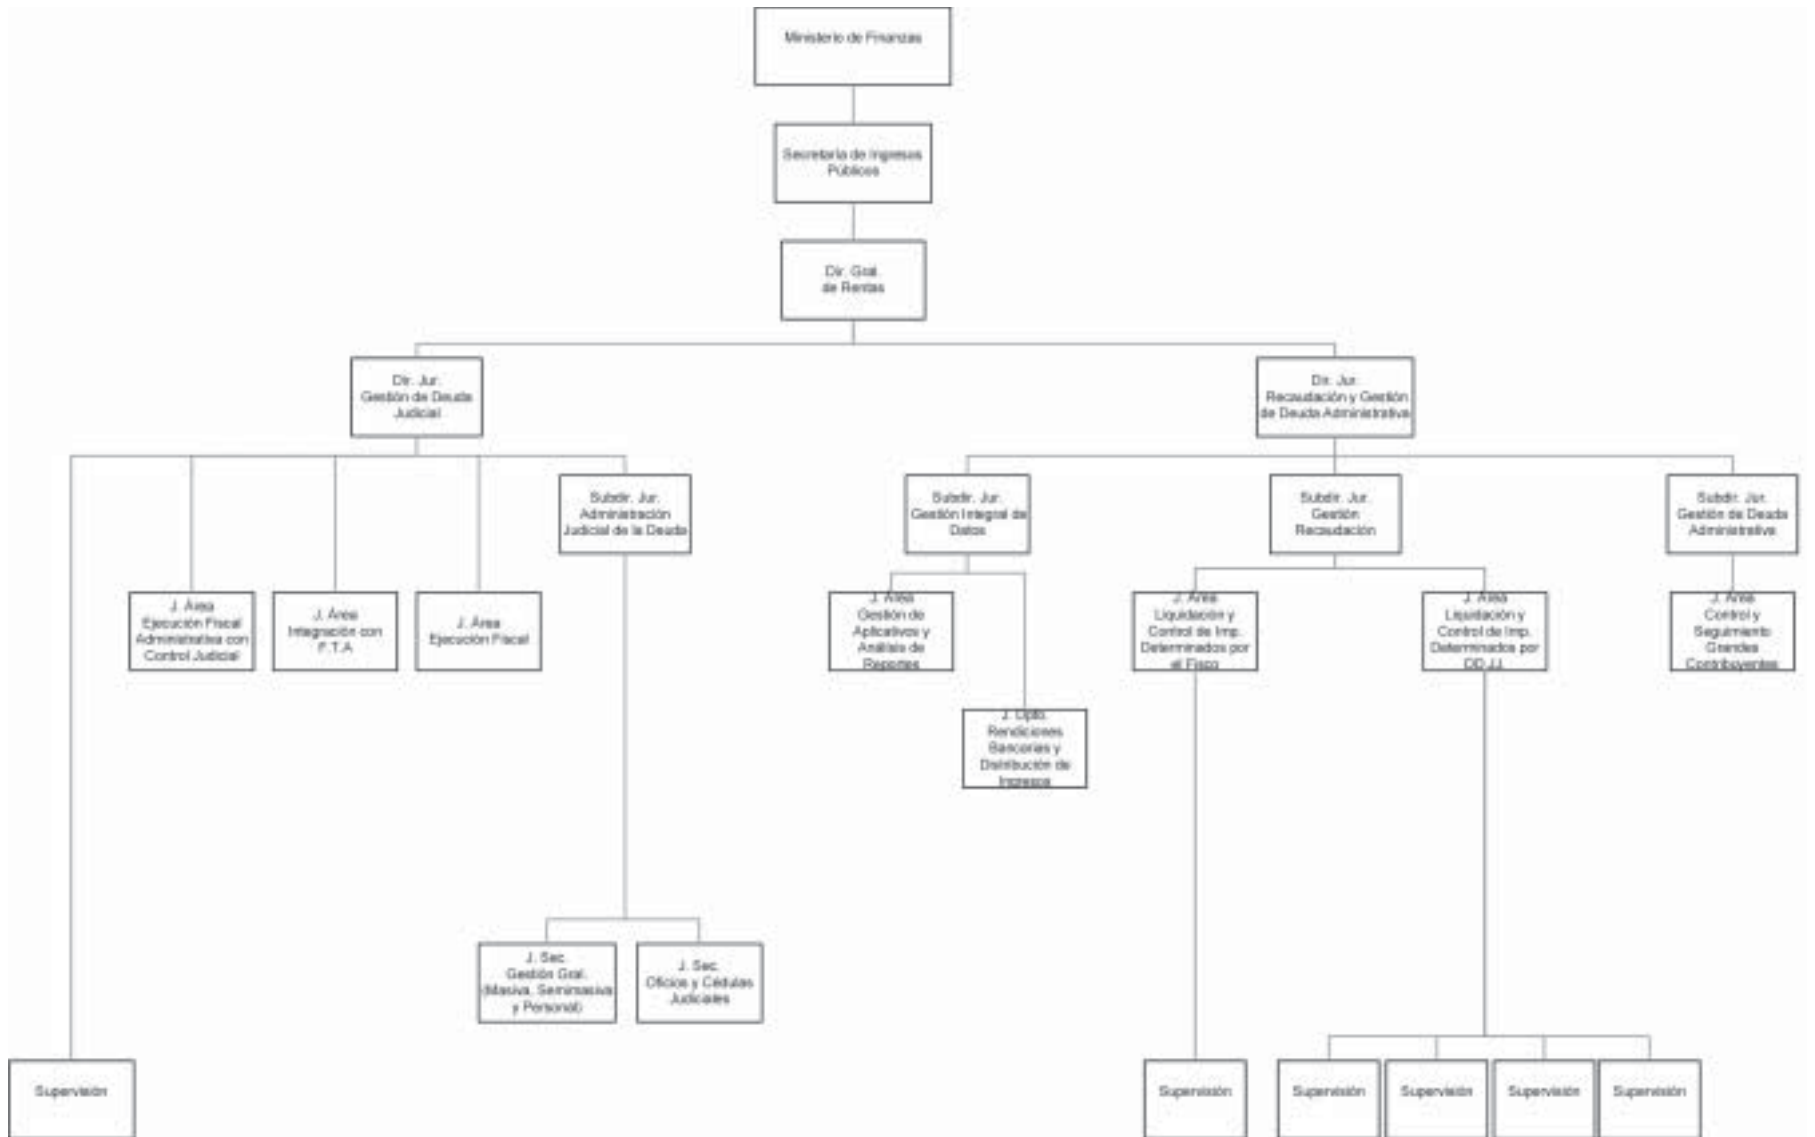 Ministerio de Finanzas
Secretaría de Ingresos
Públicos
Dir. Gral.
de Rentas
Dir. Jur.
Gestión de Deuda
Judicial
Dir. Jur.
Recaudación y Gestión
de Deuda Administrativa
Subdir. Jur.
Administración
Judicial de la Deuda
Subdir. Jur.
Gestión Integral de
Datos
Subdir. Jur.
Gestión
Recaudación
Subdir. Jur.
Gestión de Deuda
Administrativa
J. Área
Ejecución Fiscal
Administrativa con
Control Judicial
J. Área
Integración con
F.T.A
J. Área
Ejecución Fiscal
J. Área
Gestión de
Aplicativos y
Análisis de
Reportes
J. Área
Liquidación y
Control de Imp.
Determinados por
el Fisco
J. Área
Liquidación y
Control de Imp.
Determinados por
DD.JJ.
J. Área
Control y
Seguimiento
Grandes
Contribuyentes
J. Dpto.
Rendiciones
Bancarias y
Distribución de
Ingresos
J. Sec.
Gestión Gral.
(Masiva, Semimasiva
y Personal)
J. Sec.
Oficios y Cédulas
Judiciales
Supervisión
Supervisión
Supervisión
Supervisión
Supervisión
Supervisión